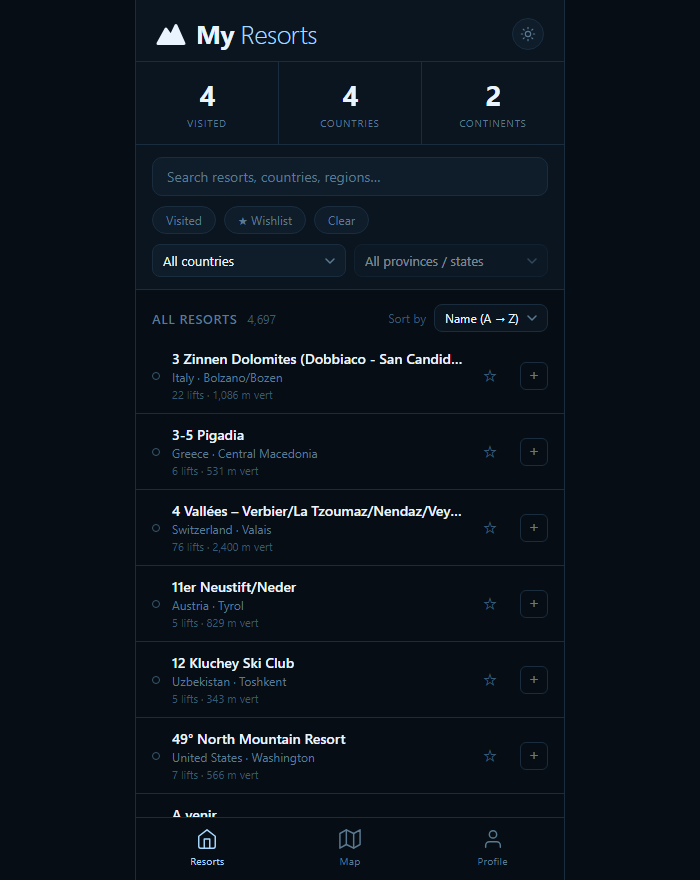 My Resorts
4
VISITED
4
COUNTRIES
2
CONTINENTS
Search resorts, countries, regions...
Visited
★ Wishlist
Clear
All countries
All provinces / states
ALL RESORTS 4,697
Sort by
Name (A → Z)
3 Zinnen Dolomites (Dobbiaco - San Candid...
Italy · Bolzano/Bozen
22 lifts · 1,086 m vert
3-5 Pigadia
Greece · Central Macedonia
6 lifts · 531 m vert
4 Vallées – Verbier/La Tzoumaz/Nendaz/Vey...
Switzerland · Valais
76 lifts · 2,400 m vert
11er Neustift/Neder
Austria · Tyrol
5 lifts · 829 m vert
12 Kluchey Ski Club
Uzbekistan · Toshkent
5 lifts · 343 m vert
49° North Mountain Resort
United States · Washington
7 lifts · 566 m vert
A venir
Resorts
Map
Profile